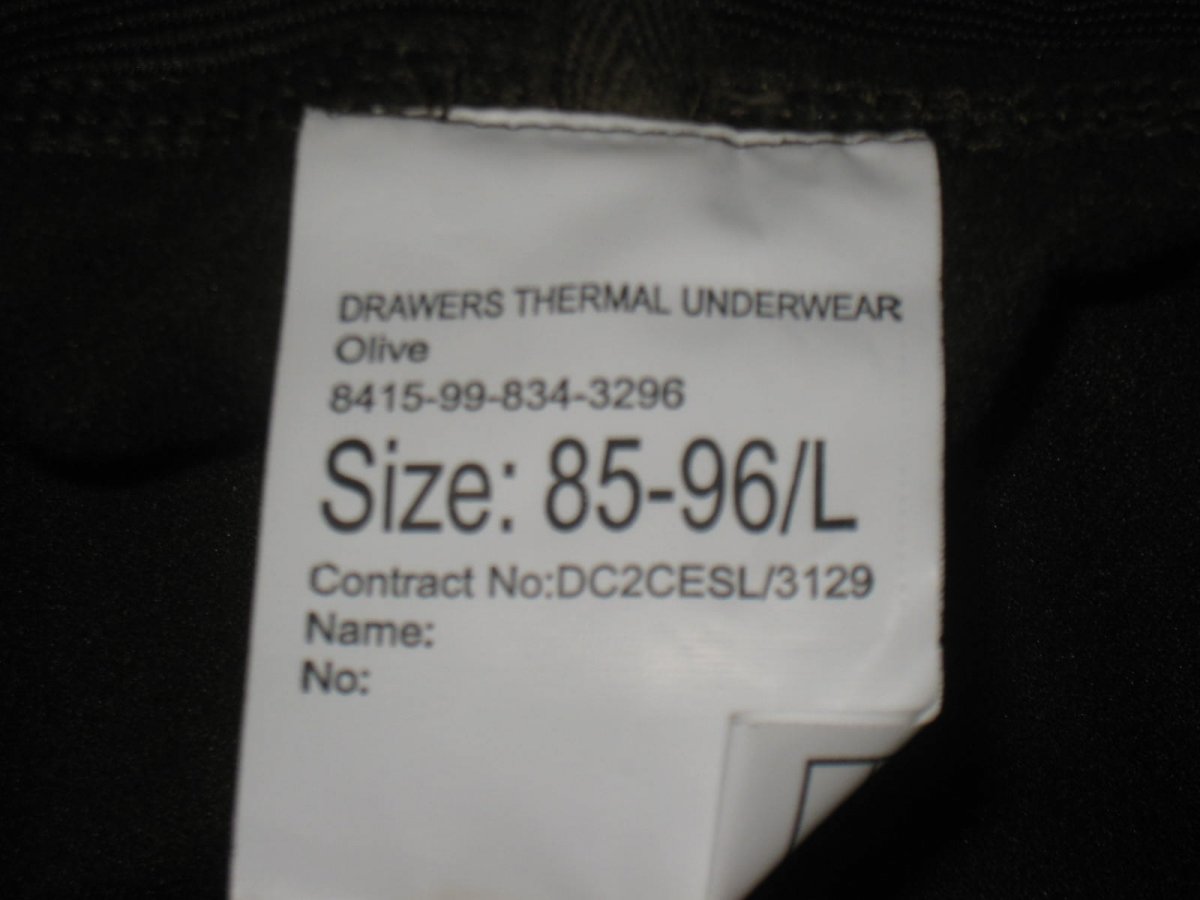 DRAWERS THERMAL UNDERWEAR
Olive
8415-99-834-3296
Size: 85-96/L
Contract No:DC2CESL/3129
Name:
No: